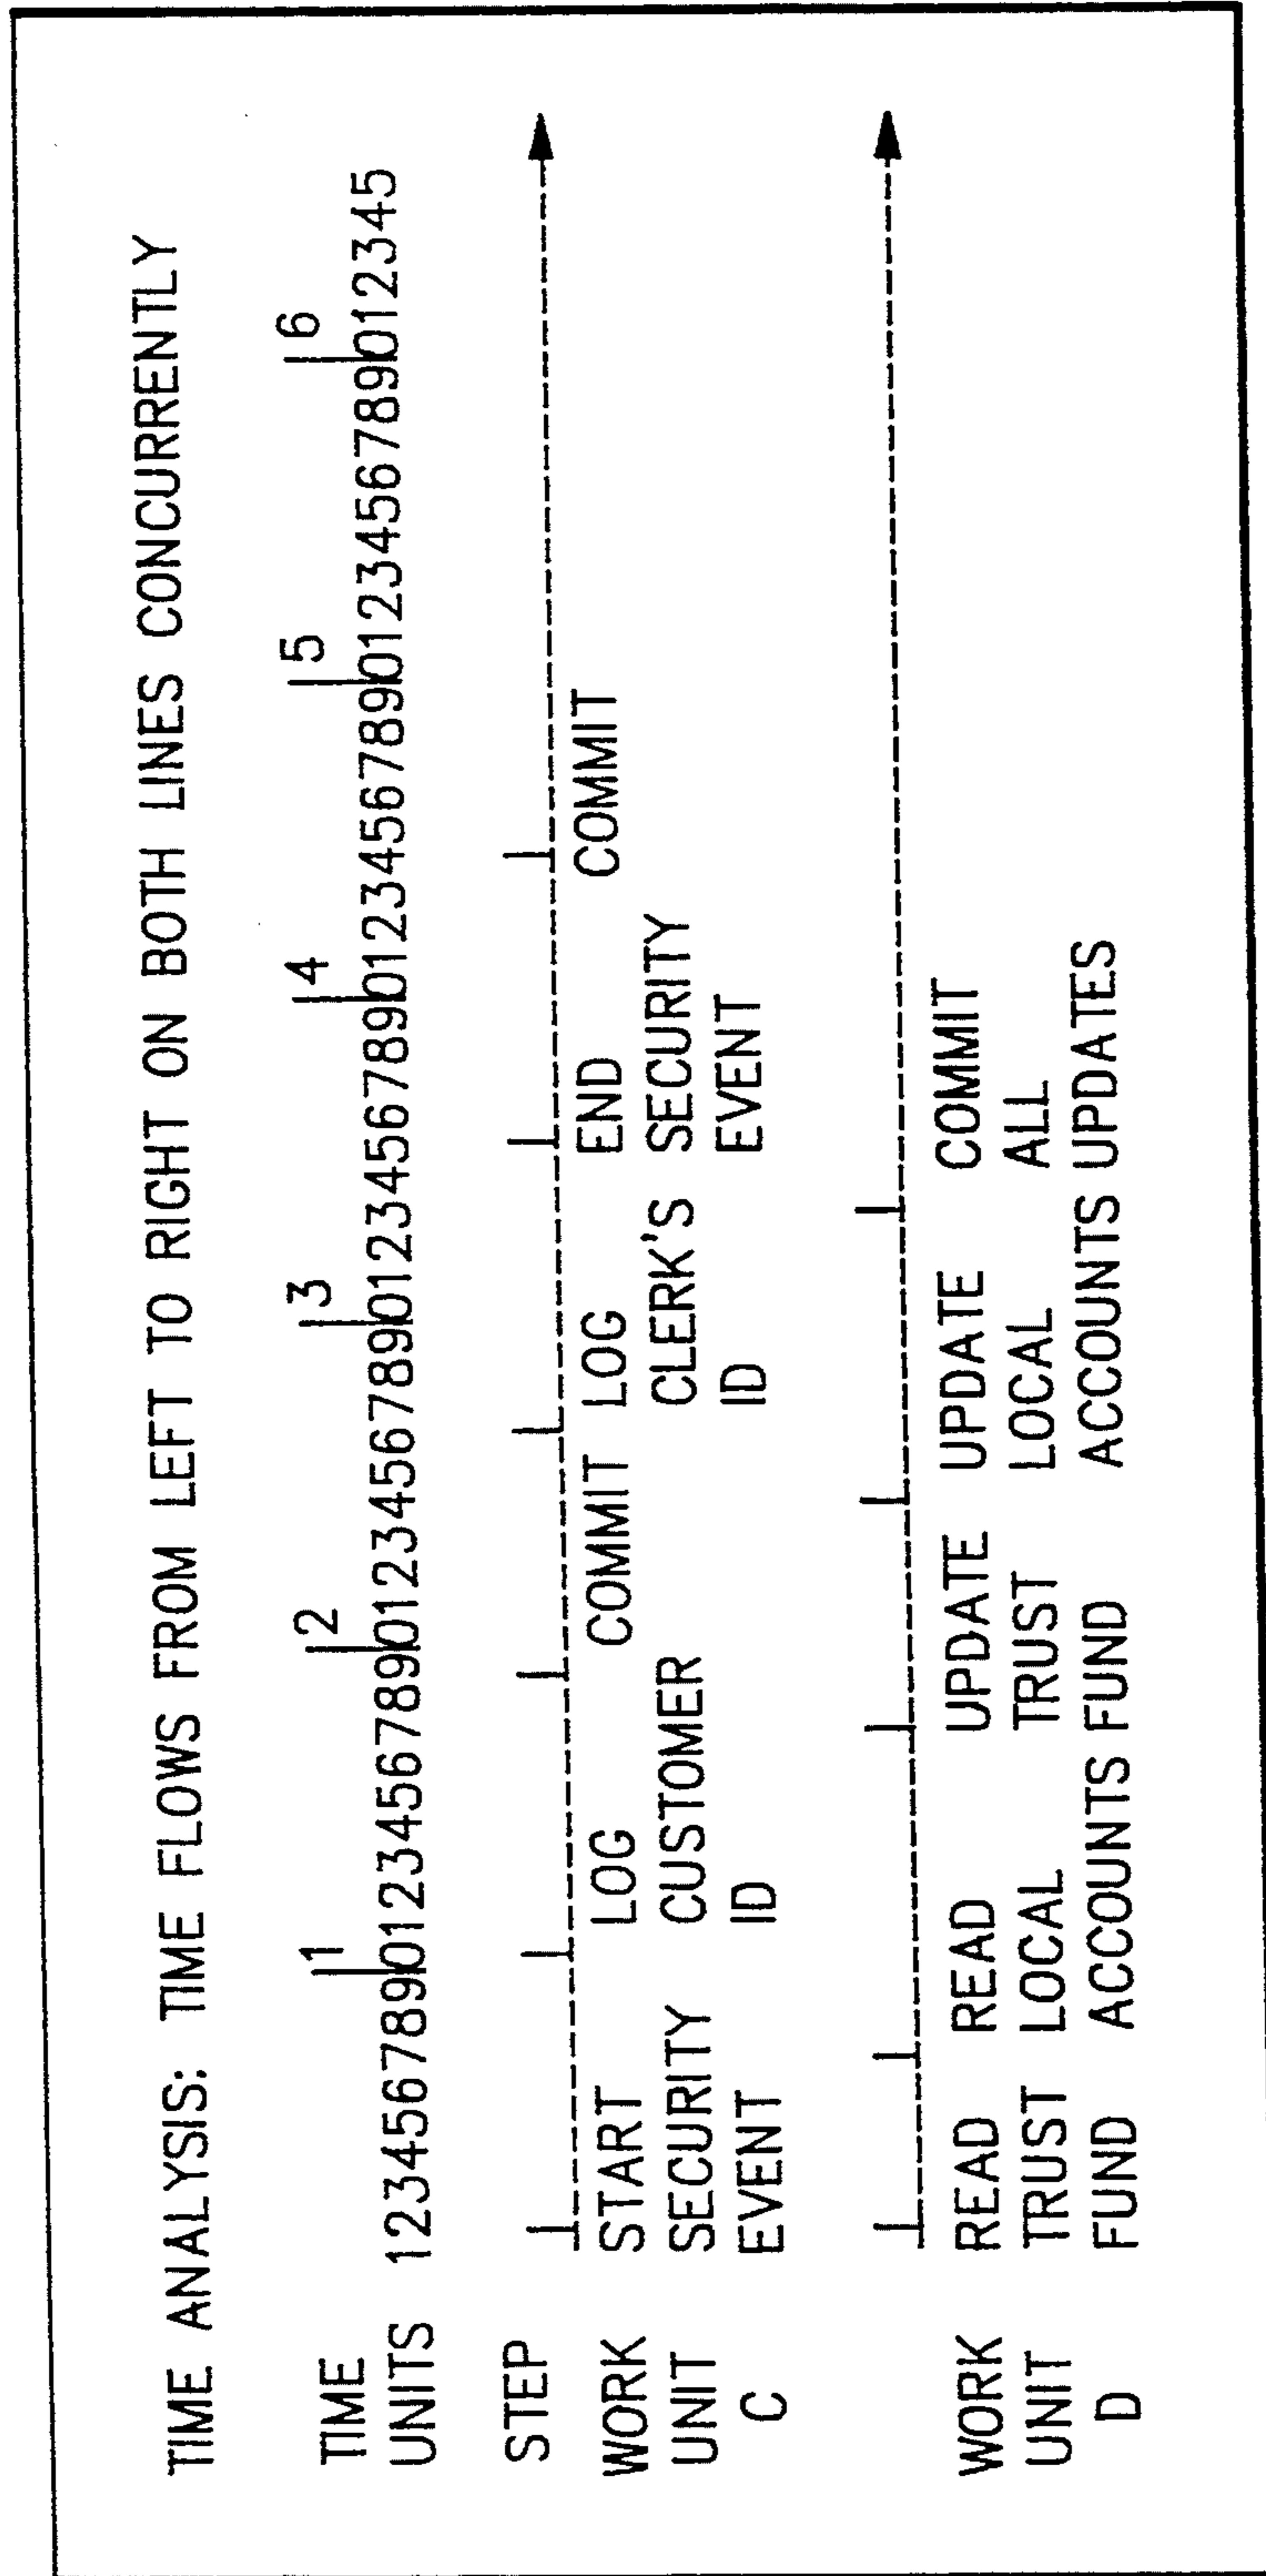 TIME ANALYSIS: TIME FLOWS FROM LEFT TO RIGHT ON BOTH LINES CONCURRENTLY
TIME 1 2 3 4 5 6
UNITS 12345678901234567890123456789012345678901234567890123456789012345
STEP
WORK START LOG COMMIT LOG END COMMIT
UNIT SECURITY CUSTOMER CLERK'S SECURITY
C EVENT ID ID EVENT
WORK READ READ UPDATE UPDATE COMMIT
UNIT TRUST LOCAL TRUST LOCAL ALL
D FUND ACCOUNTS FUND ACCOUNTS UPDATES